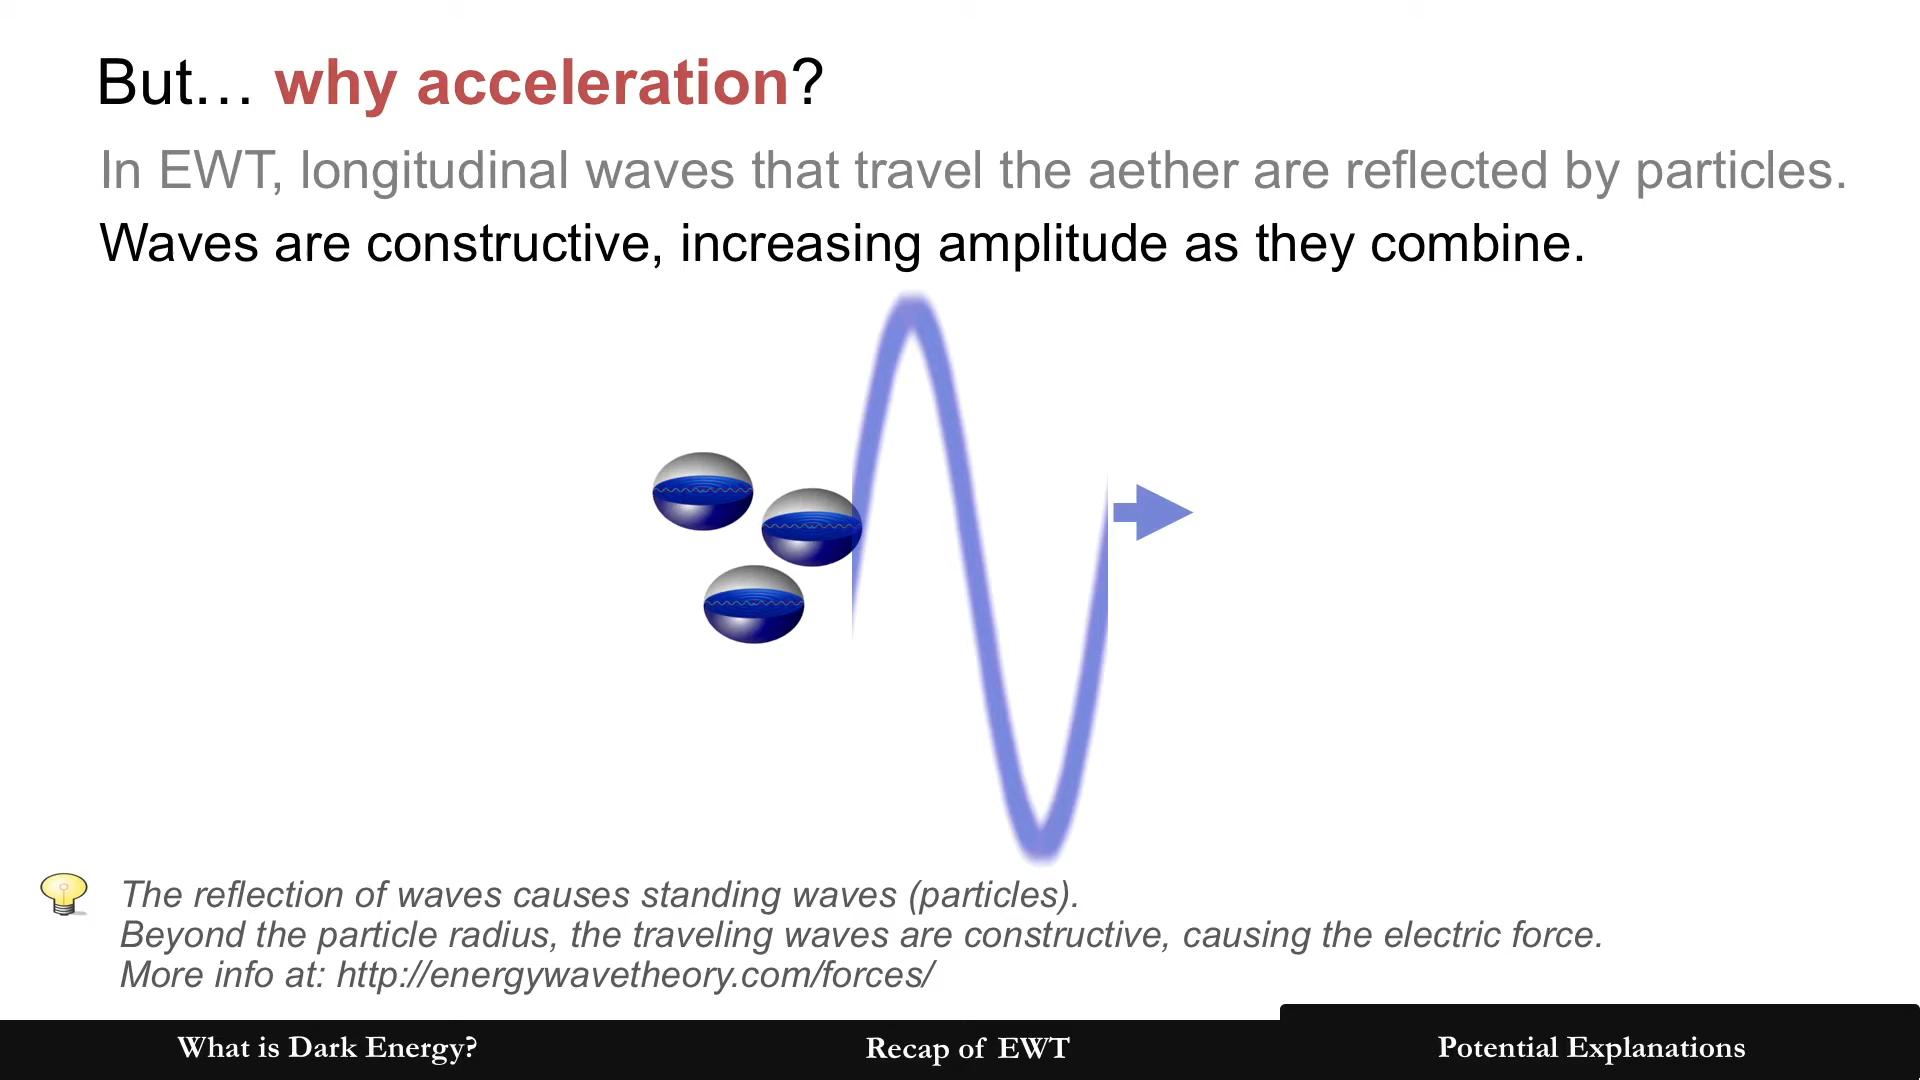 But… why acceleration?
In EWT, longitudinal waves that travel the aether are reflected by particles.
Waves are constructive, increasing amplitude as they combine.
The reflection of waves causes standing waves (particles).
Beyond the particle radius, the traveling waves are constructive, causing the electric force.
More info at: http://energywavetheory.com/forces/
What is Dark Energy?
Recap of EWT
Potential Explanations